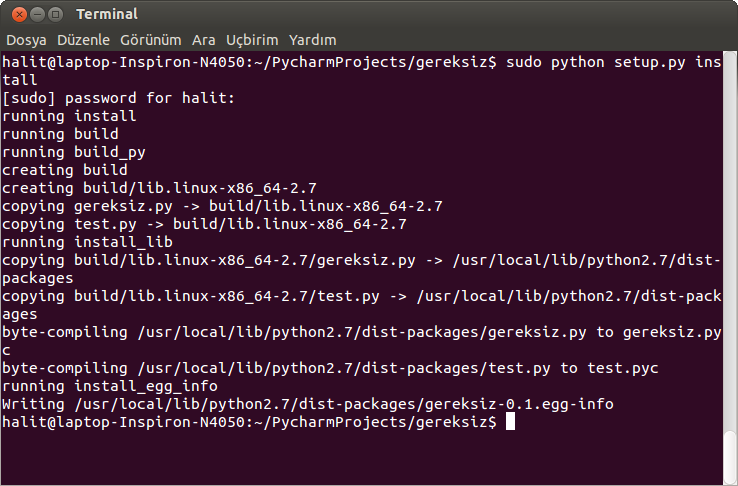 Terminal
Dosya Düzenle Görünüm Ara Uçbirim Yardım
halit@laptop-Inspiron-N4050:~/PycharmProjects/gereksiz$ sudo python setup.py ins
tall
[sudo] password for halit:
running install
running build
running build_py
creating build
creating build/lib.linux-x86_64-2.7
copying gereksiz.py -> build/lib.linux-x86_64-2.7
copying test.py -> build/lib.linux-x86_64-2.7
running install_lib
copying build/lib.linux-x86_64-2.7/gereksiz.py -> /usr/local/lib/python2.7/dist-
packages
copying build/lib.linux-x86_64-2.7/test.py -> /usr/local/lib/python2.7/dist-pack
ages
byte-compiling /usr/local/lib/python2.7/dist-packages/gereksiz.py to gereksiz.py
c
byte-compiling /usr/local/lib/python2.7/dist-packages/test.py to test.pyc
running install_egg_info
Writing /usr/local/lib/python2.7/dist-packages/gereksiz-0.1.egg-info
halit@laptop-Inspiron-N4050:~/PycharmProjects/gereksiz$